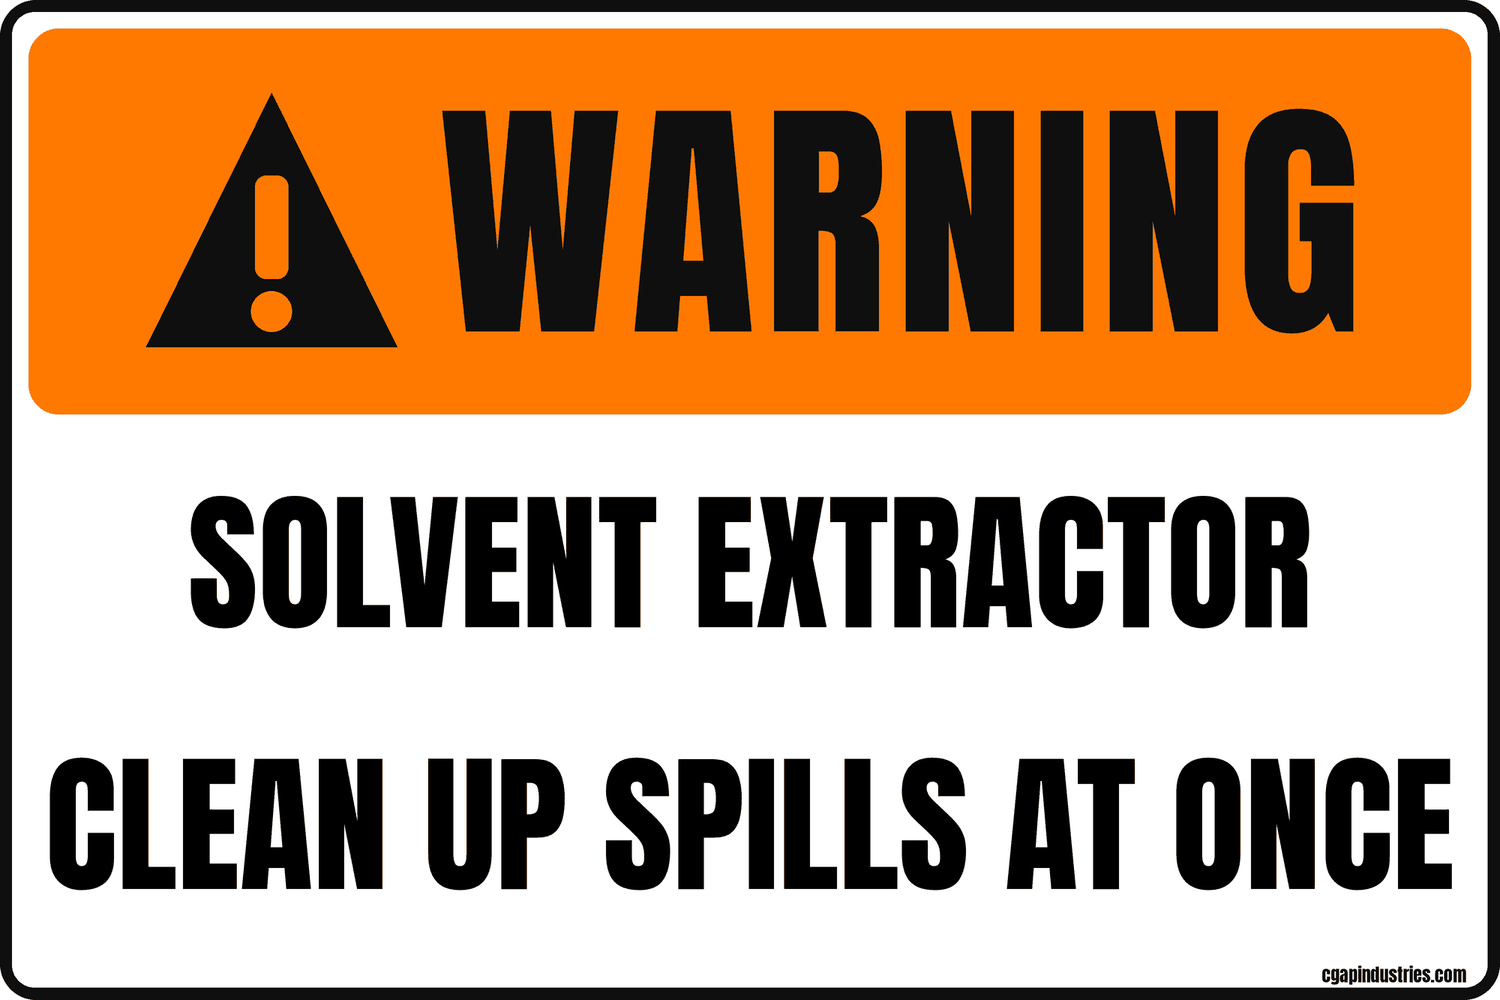 WARNING
SOLVENT EXTRACTOR
CLEAN UP SPILLS AT ONCE
cgapindustries.com